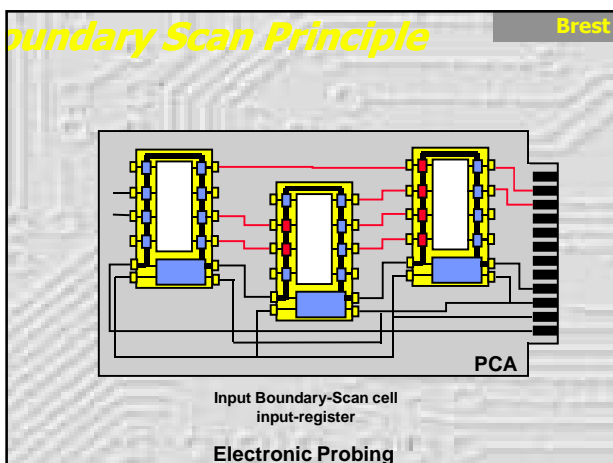 oundary Scan Principle
Brest
PCA
Input Boundary-Scan cell
input-register
Electronic Probing